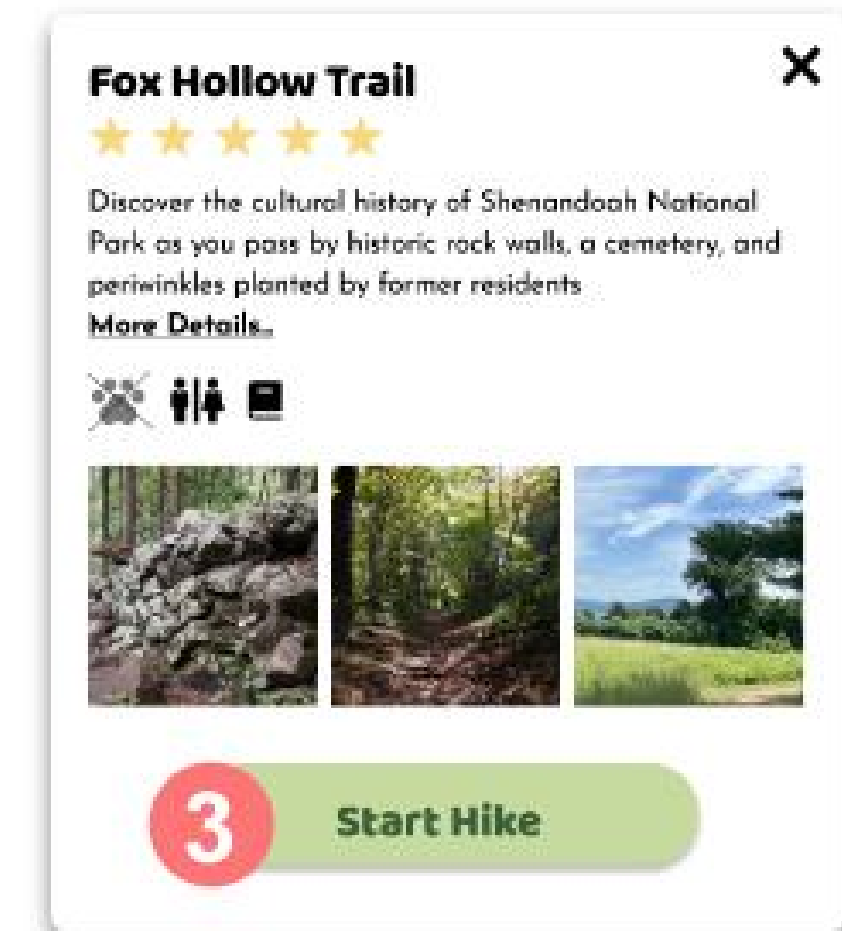 Fox Hollow Trail
Discover the cultural history of Shenandoah National
Park as you pass by historic rock walls, a cemetery, and
periwinkles planted by former residents
More Details..
3
Start Hike